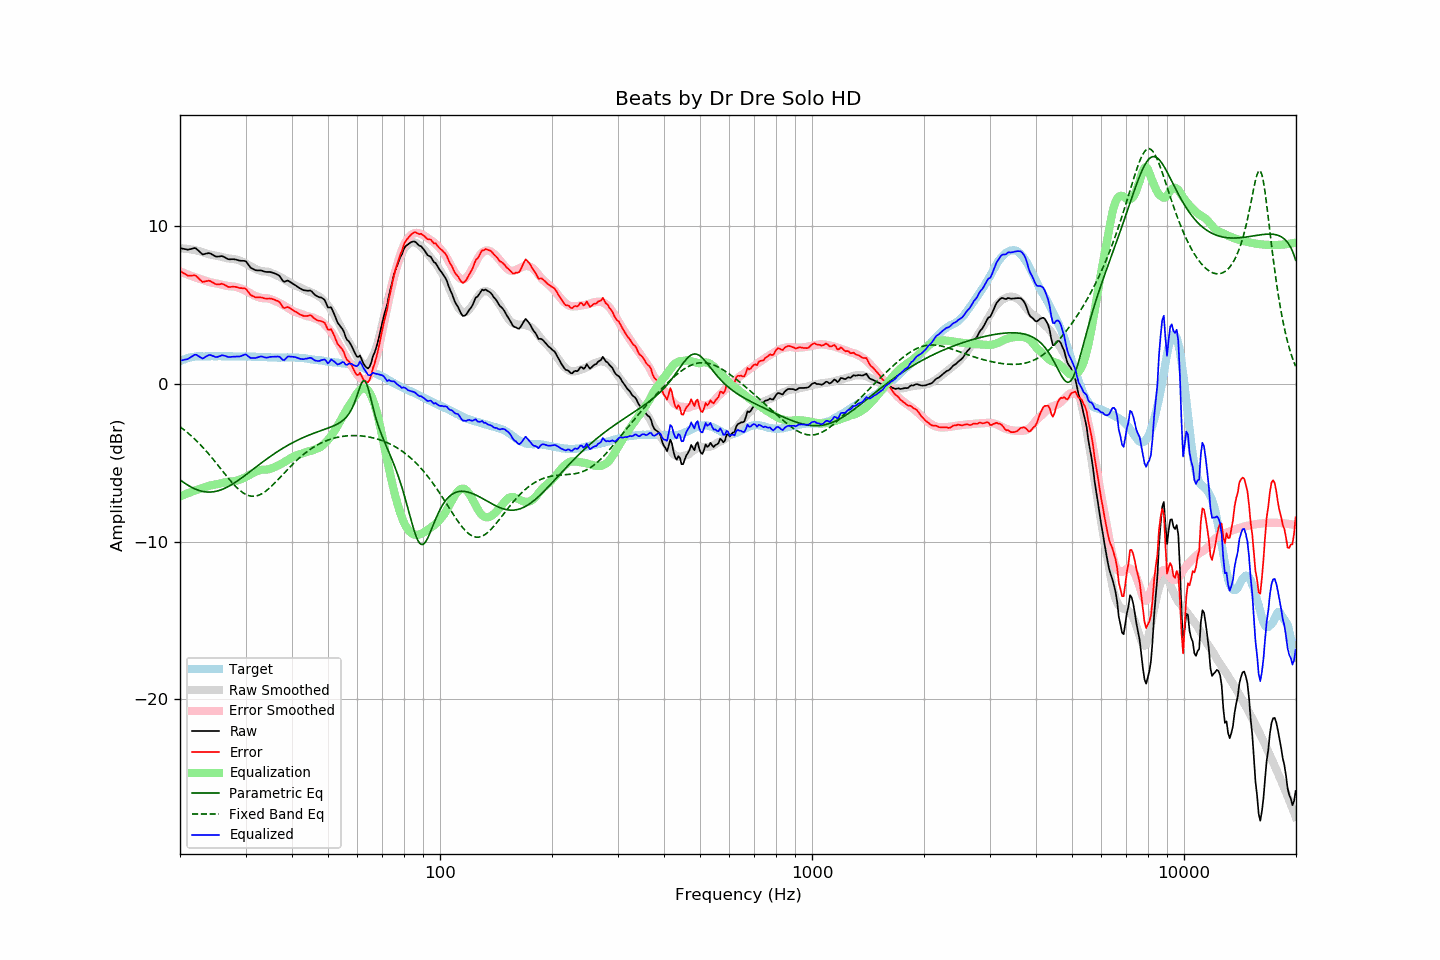 Beats by Dr Dre Solo HD
10
0
−10
−20
Amplitude (dBr)
Target
Raw Smoothed
Error Smoothed
Raw
Error
Equalization
Parametric Eq
Fixed Band Eq
Equalized
100
1000
10000
Frequency (Hz)